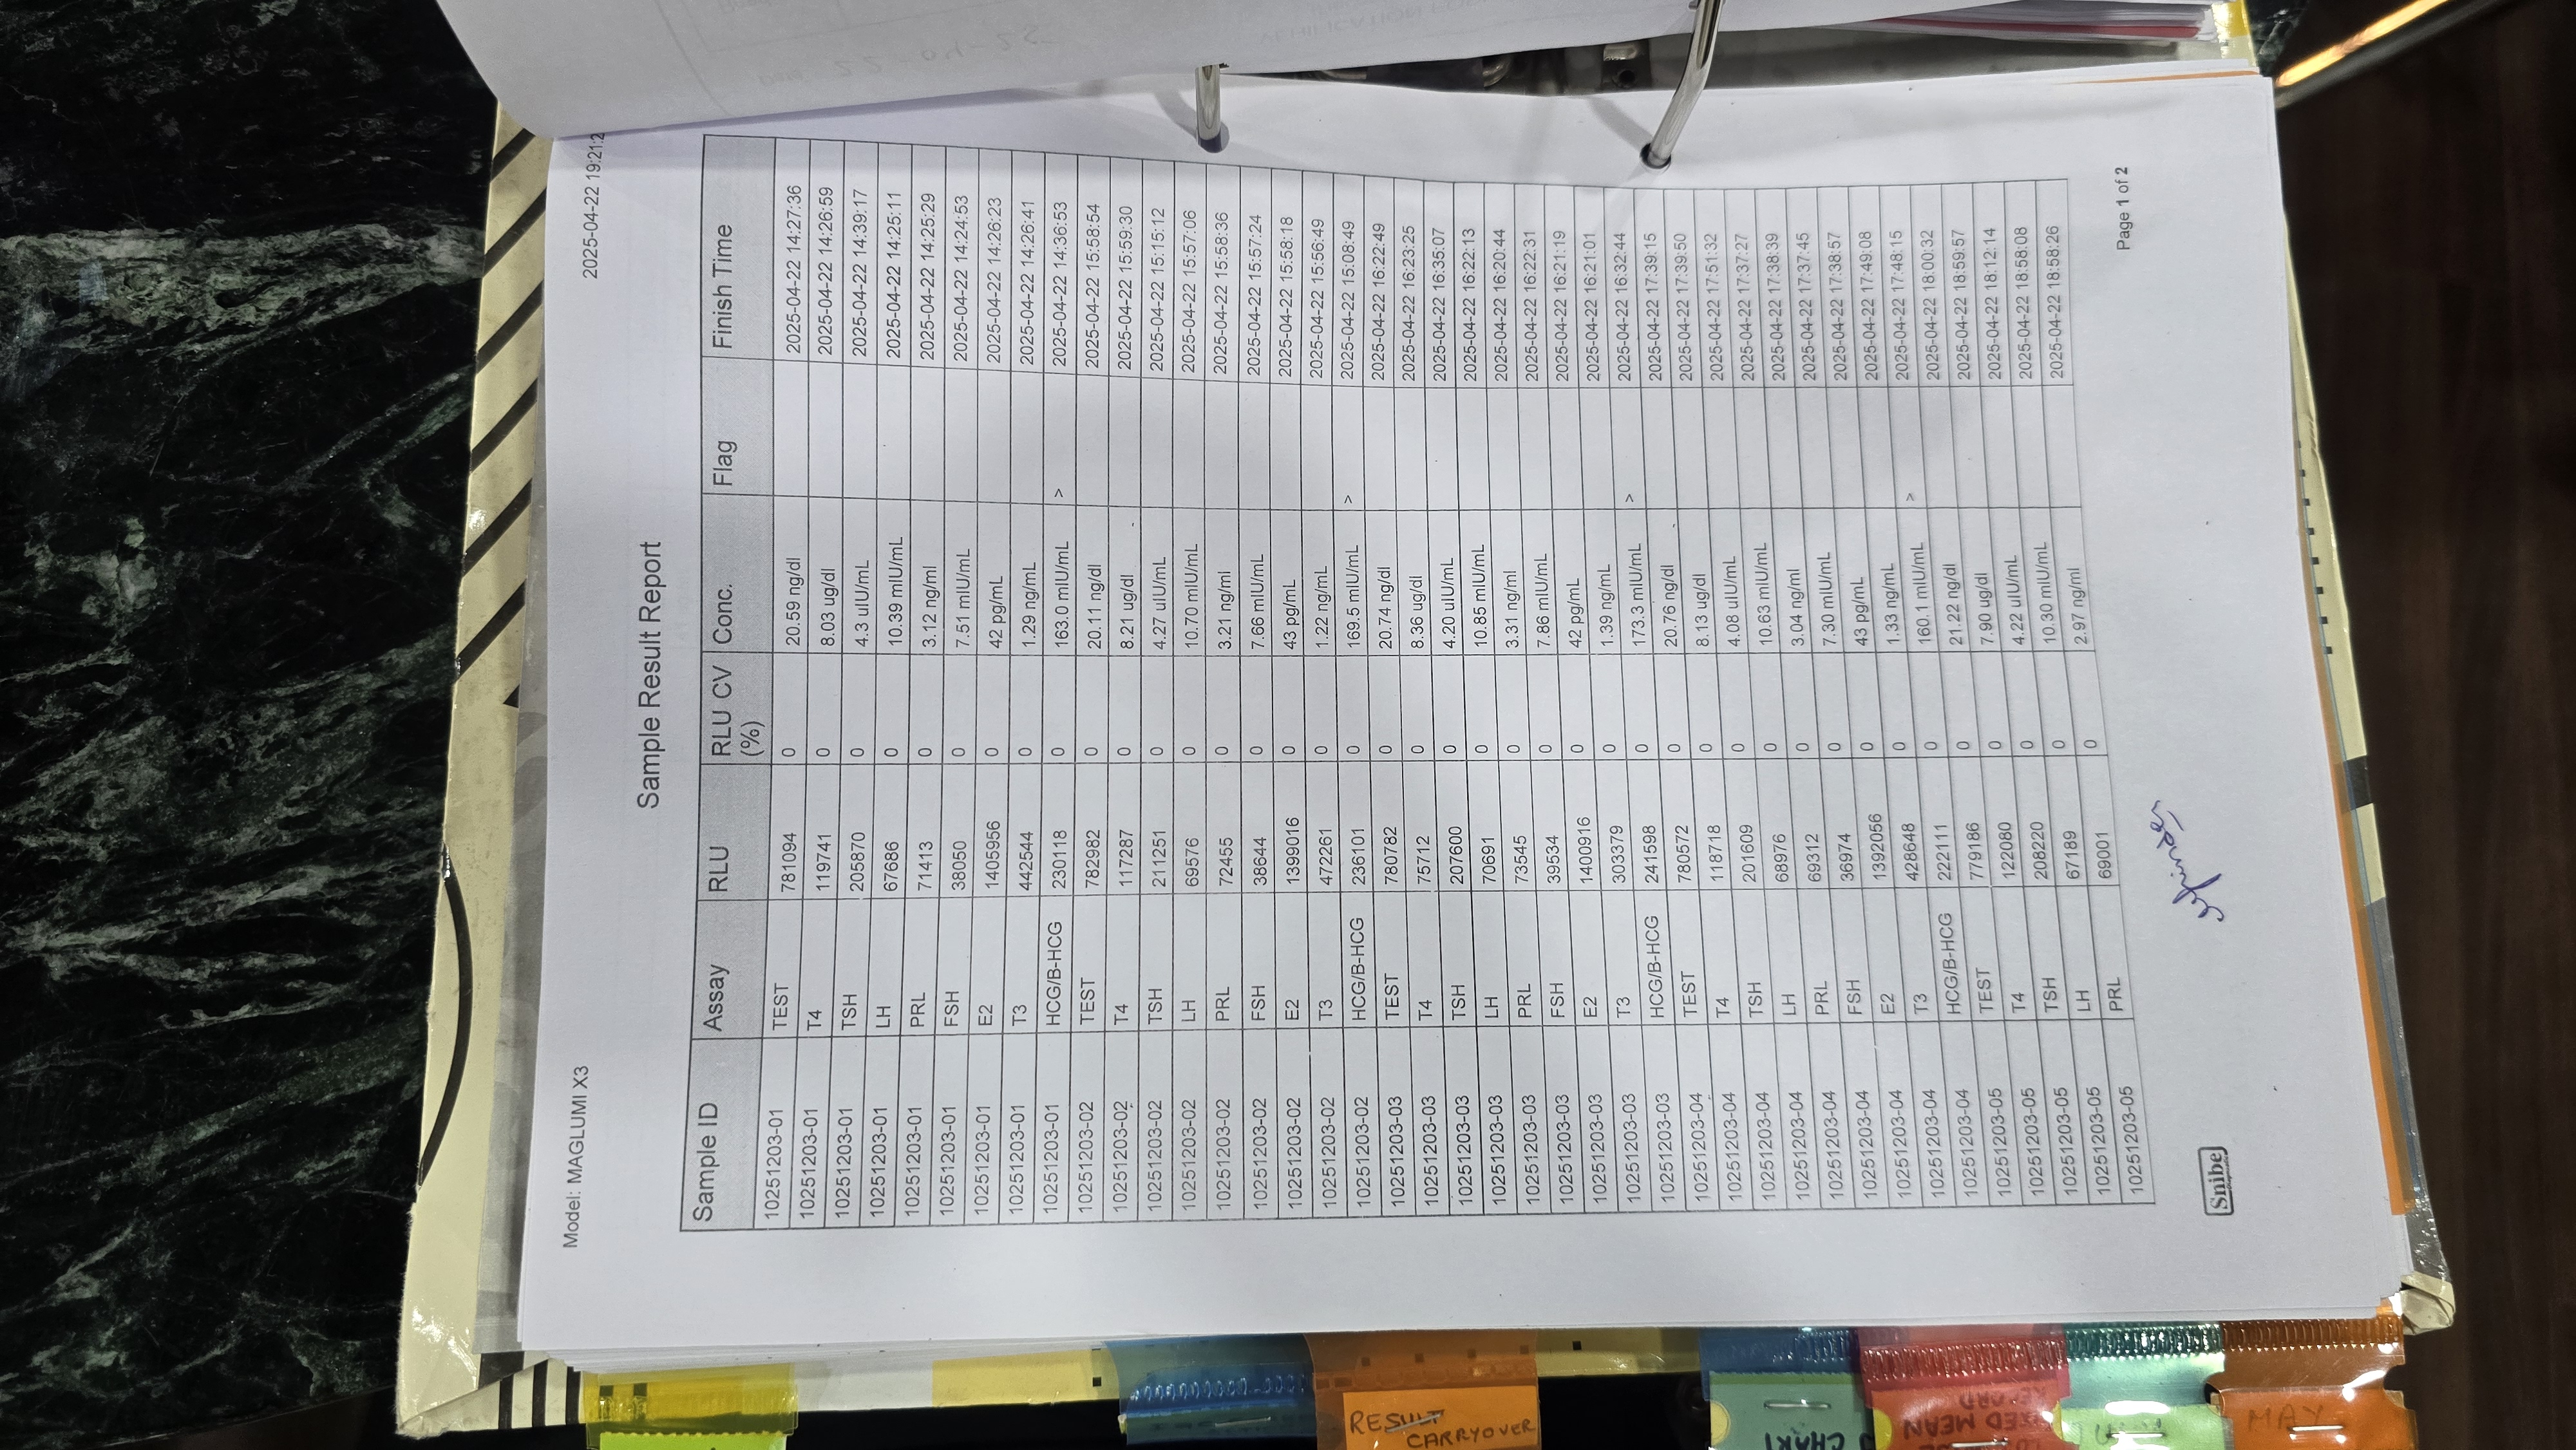 Model: MAGLUMI X3 2025-04-22 19:21:2
Sample Result Report
Sample ID Assay RLU RLU CV (%) Conc. Flag Finish Time
10251203-01 TEST 781094 0 20.59 ng/dl 2025-04-22 14:27:36
10251203-01 T4 119741 0 8.03 ug/dl 2025-04-22 14:26:59
10251203-01 TSH 205870 0 4.3 uIU/mL 2025-04-22 14:39:17
10251203-01 LH 67686 0 10.39 mIU/mL 2025-04-22 14:25:11
10251203-01 PRL 71413 0 3.12 ng/ml 2025-04-22 14:25:29
10251203-01 FSH 38050 0 7.51 mIU/mL 2025-04-22 14:24:53
10251203-01 E2 1405956 0 42 pg/mL 2025-04-22 14:26:23
10251203-01 T3 442544 0 1.29 ng/mL 2025-04-22 14:26:41
10251203-01 HCG/B-HCG 230118 0 163.0 mIU/mL > 2025-04-22 14:36:53
10251203-02 TEST 782982 0 20.11 ng/dl 2025-04-22 15:58:54
10251203-02 T4 117287 0 8.21 ug/dl 2025-04-22 15:59:30
10251203-02 TSH 211251 0 4.27 uIU/mL 2025-04-22 15:15:12
10251203-02 LH 69576 0 10.70 mIU/mL 2025-04-22 15:57:06
10251203-02 PRL 72455 0 3.21 ng/ml 2025-04-22 15:58:36
10251203-02 FSH 38644 0 7.66 mIU/mL 2025-04-22 15:57:24
10251203-02 E2 1399016 0 43 pg/mL 2025-04-22 15:58:18
10251203-02 T3 472261 0 1.22 ng/mL 2025-04-22 15:56:49
10251203-02 HCG/B-HCG 236101 0 169.5 mIU/mL > 2025-04-22 15:08:49
10251203-03 TEST 780782 0 20.74 ng/dl 2025-04-22 16:22:49
10251203-03 T4 75712 0 8.36 ug/dl 2025-04-22 16:23:25
10251203-03 TSH 207600 0 4.20 uIU/mL 2025-04-22 16:35:07
10251203-03 LH 70691 0 10.85 mIU/mL 2025-04-22 16:22:13
10251203-03 PRL 73545 0 3.31 ng/ml 2025-04-22 16:20:44
10251203-03 FSH 39534 0 7.86 mIU/mL 2025-04-22 16:22:31
10251203-03 E2 1400916 0 42 pg/mL 2025-04-22 16:21:19
10251203-03 T3 303379 0 1.39 ng/mL 2025-04-22 16:21:01
10251203-03 HCG/B-HCG 241598 0 173.3 mIU/mL > 2025-04-22 16:32:44
10251203-04 TEST 780572 0 20.76 ng/dl 2025-04-22 17:39:15
10251203-04 T4 118718 0 8.13 ug/dl 2025-04-22 17:39:50
10251203-04 TSH 201609 0 4.08 uIU/mL 2025-04-22 17:51:32
10251203-04 LH 68976 0 10.63 mIU/mL 2025-04-22 17:37:27
10251203-04 PRL 69312 0 3.04 ng/ml 2025-04-22 17:38:39
10251203-04 FSH 36974 0 7.30 mIU/mL 2025-04-22 17:37:45
10251203-04 E2 1392056 0 43 pg/mL 2025-04-22 17:38:57
10251203-04 T3 428648 0 1.33 ng/mL 2025-04-22 17:49:08
10251203-04 HCG/B-HCG 222111 0 160.1 mIU/mL > 2025-04-22 17:48:15
10251203-05 TEST 779186 0 21.22 ng/dl 2025-04-22 18:00:32
10251203-05 T4 122080 0 7.90 ug/dl 2025-04-22 18:59:57
10251203-05 TSH 208220 0 4.22 uIU/mL 2025-04-22 18:12:14
10251203-05 LH 67189 0 10.30 mIU/mL 2025-04-22 18:58:08
10251203-05 PRL 69001 0 2.97 ng/ml 2025-04-22 18:58:26
Page 1 of 2
Snibe
RESULT
CARRYOVER
CHART
FIXED MEAN
MAY